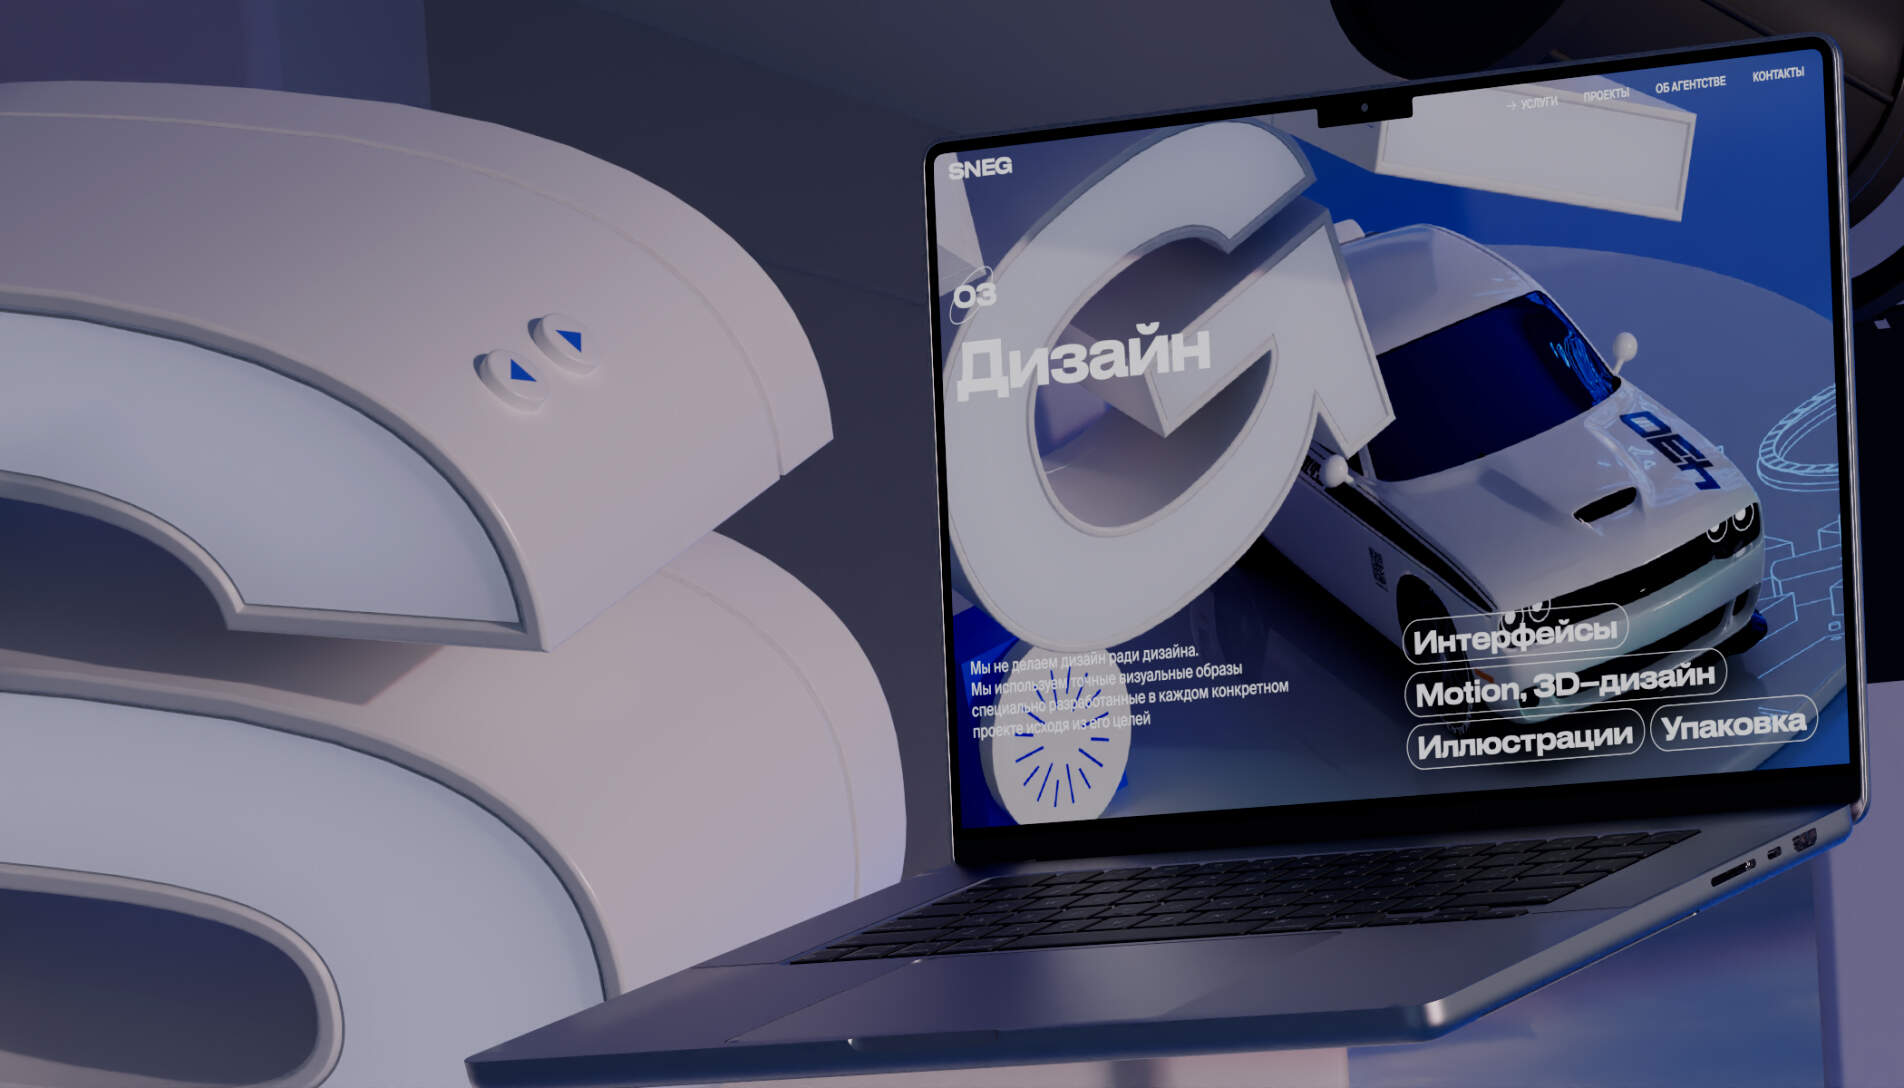 → УСЛУГИ ПРОЕКТЫ ОБ АГЕНТСТВЕ КОНТАКТЫ
SNEG
03
Дизайн
Мы не делаем дизайн ради дизайна.
Мы используем точные визуальные образы
специально разработанные в каждом конкретном
проекте исходя из его целей
Интерфейсы
Motion, 3D–дизайн
Иллюстрации Упаковка